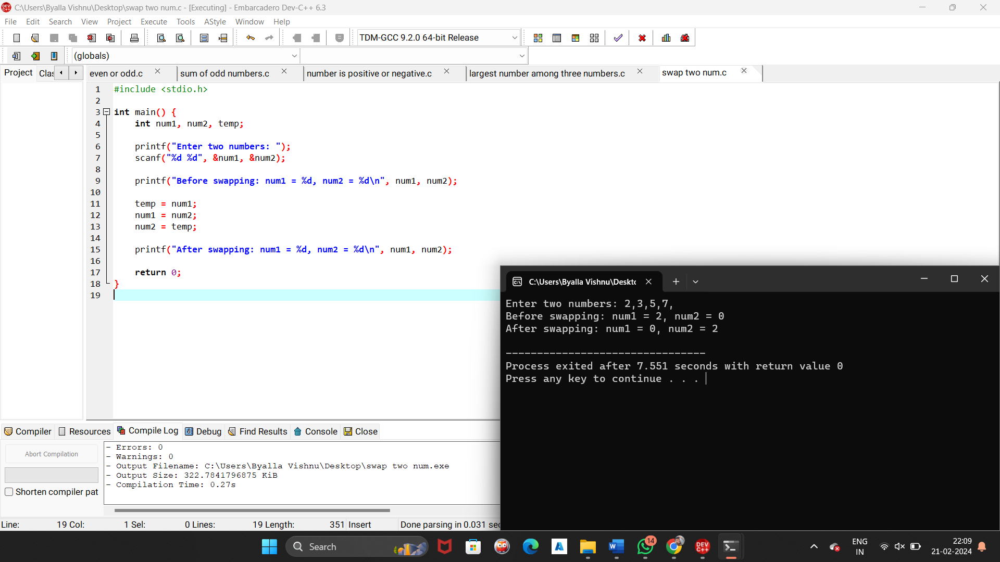 C:\Users\Byalla Vishnu\Desktop\swap two num.c - [Executing] - Embarcadero Dev-C++ 6.3
File Edit Search View Project Execute Tools AStyle Window Help
TDM-GCC 9.2.0 64-bit Release
(globals)
Project Clas even or odd.c sum of odd numbers.c number is positive or negative.c largest number among three numbers.c swap two num.c
1 #include <stdio.h>
2
3 int main() {
4 int num1, num2, temp;
5
6 printf("Enter two numbers: ");
7 scanf("%d %d", &num1, &num2);
8
9 printf("Before swapping: num1 = %d, num2 = %d\n", num1, num2);
10
11 temp = num1;
12 num1 = num2;
13 num2 = temp;
14
15 printf("After swapping: num1 = %d, num2 = %d\n", num1, num2);
16
17 return 0;
18 }
19
C:\Users\Byalla Vishnu\Deskto
Enter two numbers: 2,3,5,7,
Before swapping: num1 = 2, num2 = 0
After swapping: num1 = 0, num2 = 2
--------------------------------
Process exited after 7.551 seconds with return value 0
Press any key to continue . . .
Compiler Resources Compile Log Debug Find Results Console Close
Abort Compilation
Shorten compiler pat
- Errors: 0
- Warnings: 0
- Output Filename: C:\Users\Byalla Vishnu\Desktop\swap two num.exe
- Output Size: 322.7841796875 KiB
- Compilation Time: 0.27s
Line: 19 Col: 1 Sel: 0 Lines: 19 Length: 351 Insert Done parsing in 0.031 sec
Search
14
DEV C++
ENG
IN
22:09
21-02-2024